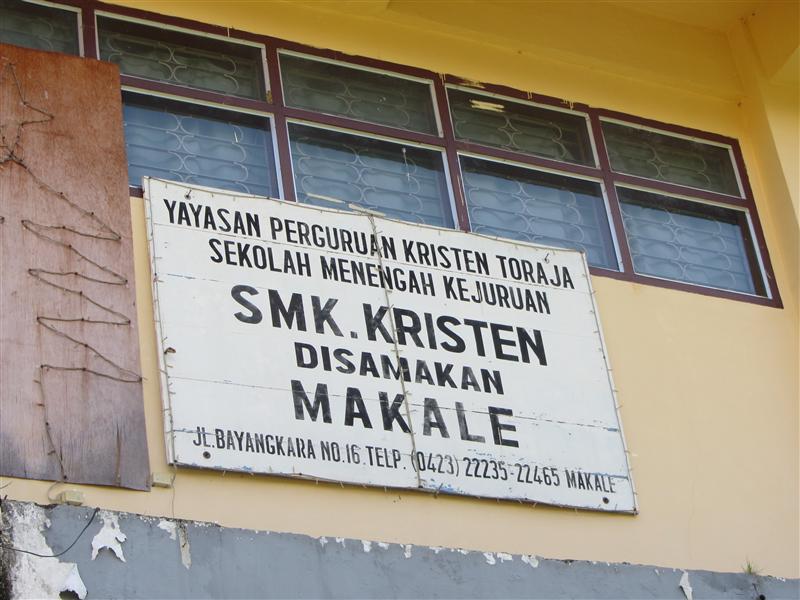 YAYASAN PERGURUAN KRISTEN TORAJA
SEKOLAH MENENGAH KEJURUAN
SMK.KRISTEN
DISAMAKAN
MAKALE
JL.BAYANGKARA NO.16.TELP. (0423) 22235-22465 MAKALE